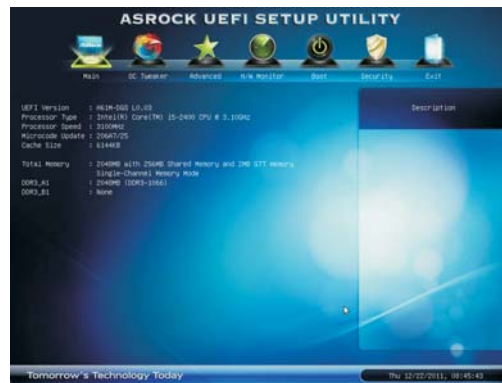 ASROCK UEFI SETUP UTILITY
Main OC Tweaker Advanced H/W Monitor Boot Security Exit
UEFI Version : H61M-DGS L0.03
Processor Type : Intel(R) Core(TM) i5-2400 CPU @ 3.10GHz
Processor Speed : 3100MHz
Microcode Update : 206A7/25
Cache Size : 6144KB
Total Memory : 2048MB with 256MB Shared Memory and 2MB GTT memory
Single-Channel Memory Mode
DDR3_A1 : 2048MB (DDR3-1066)
DDR3_B1 : None
Description
Tomorrow's Technology Today
Thu 12/22/2011, 08:45:43